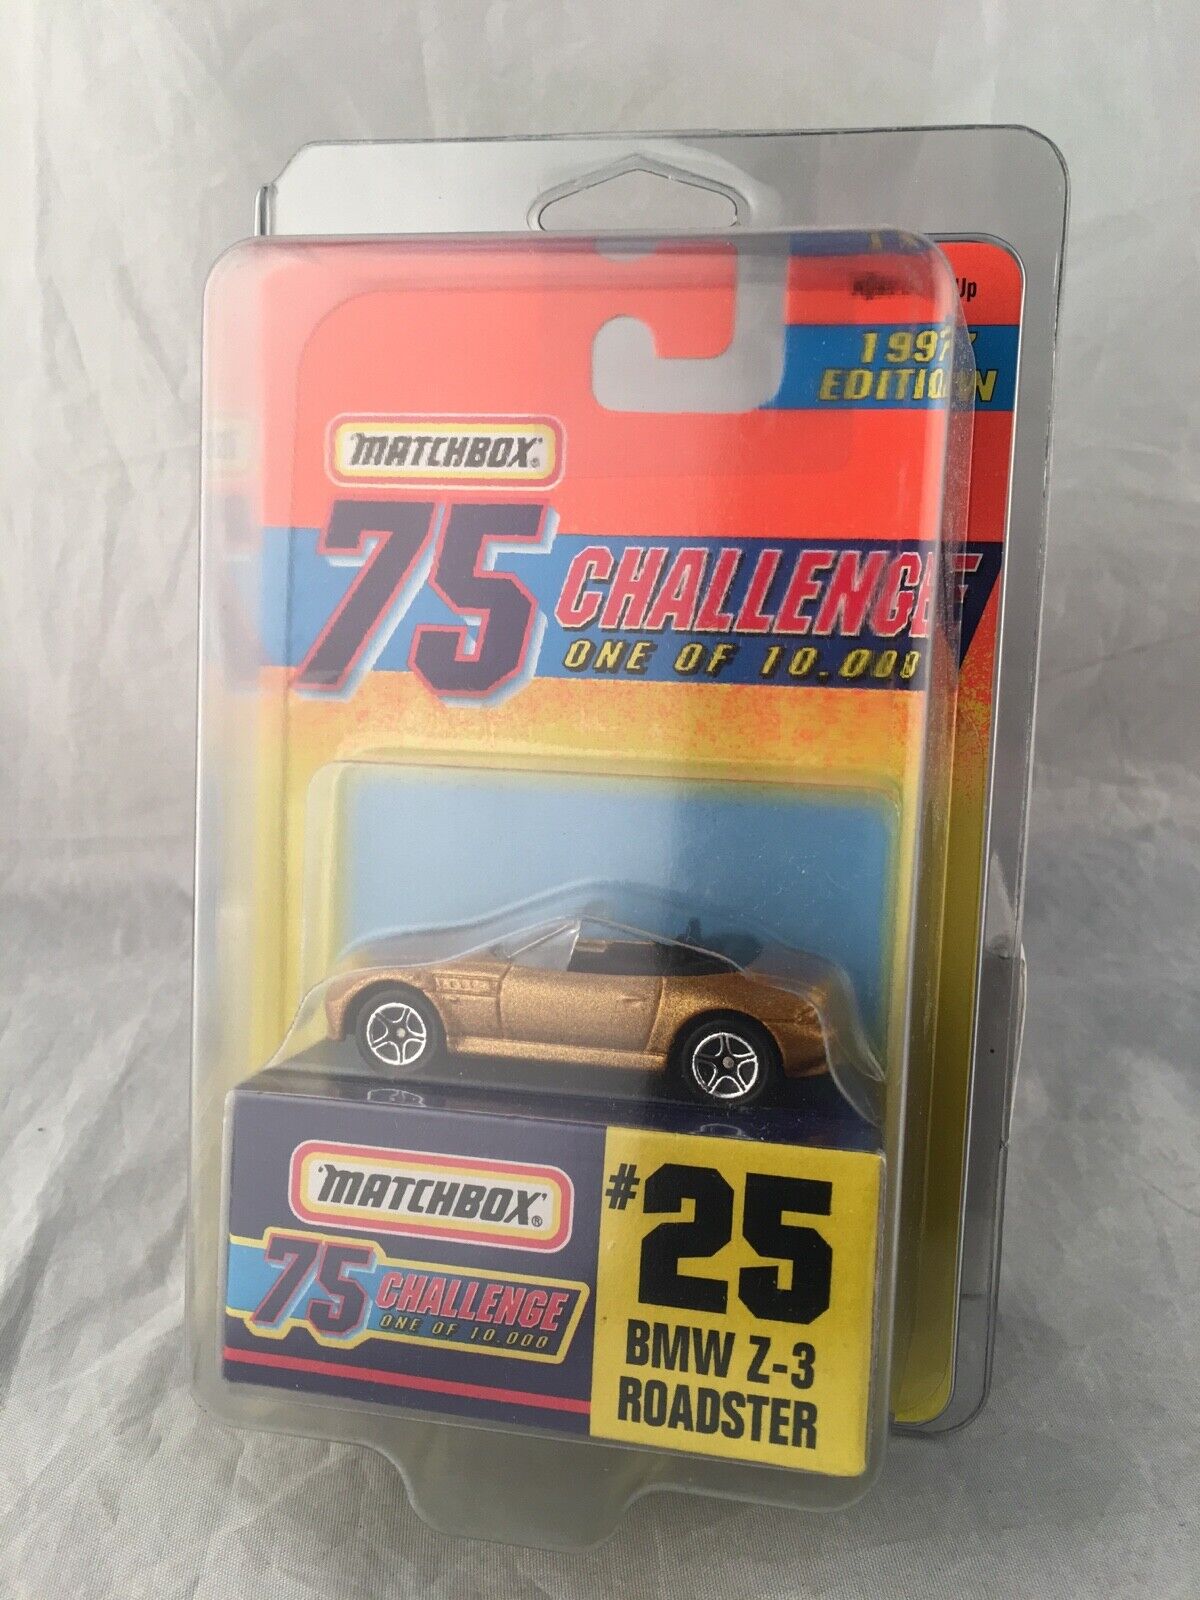 Up
1997
EDITION
MATCHBOX®
75
CHALLENGE
ONE OF 10.000
MATCHBOX®
75 CHALLENGE
ONE OF 10.000
#25
BMW Z-3
ROADSTER